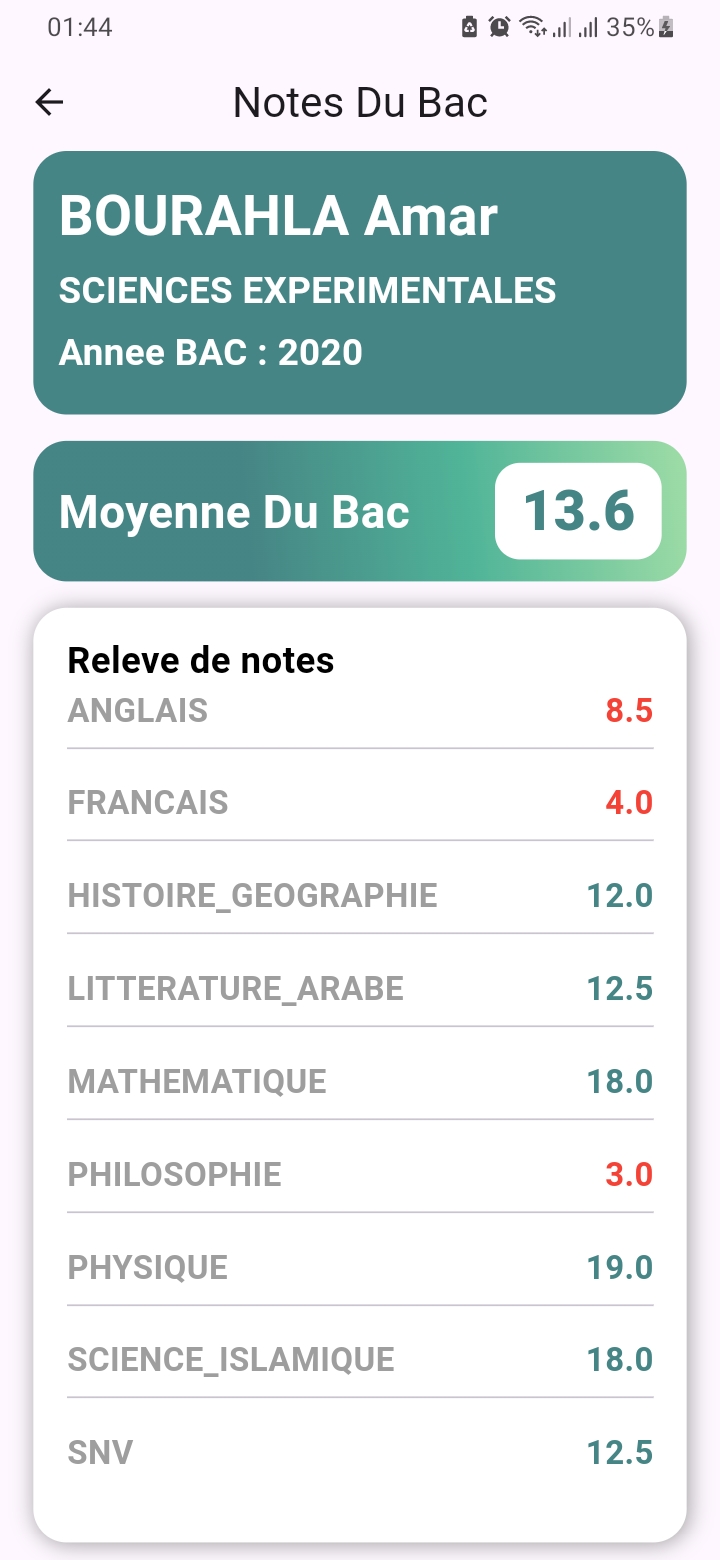 01:44 35%
Notes Du Bac
BOURAHLA Amar
SCIENCES EXPERIMENTALES
Annee BAC : 2020
Moyenne Du Bac 13.6
Releve de notes
ANGLAIS 8.5
FRANCAIS 4.0
HISTOIRE_GEOGRAPHIE 12.0
LITTERATURE_ARABE 12.5
MATHEMATIQUE 18.0
PHILOSOPHIE 3.0
PHYSIQUE 19.0
SCIENCE_ISLAMIQUE 18.0
SNV 12.5